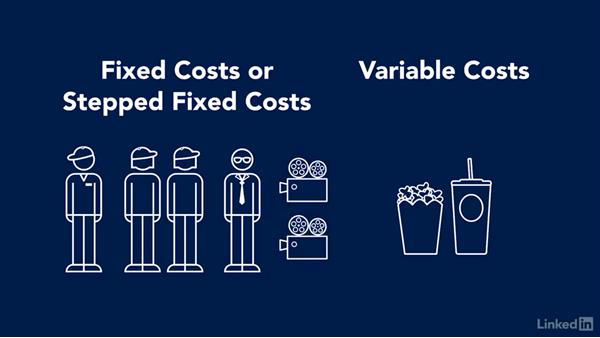 Fixed Costs or
Stepped Fixed Costs
Variable Costs
Linked in